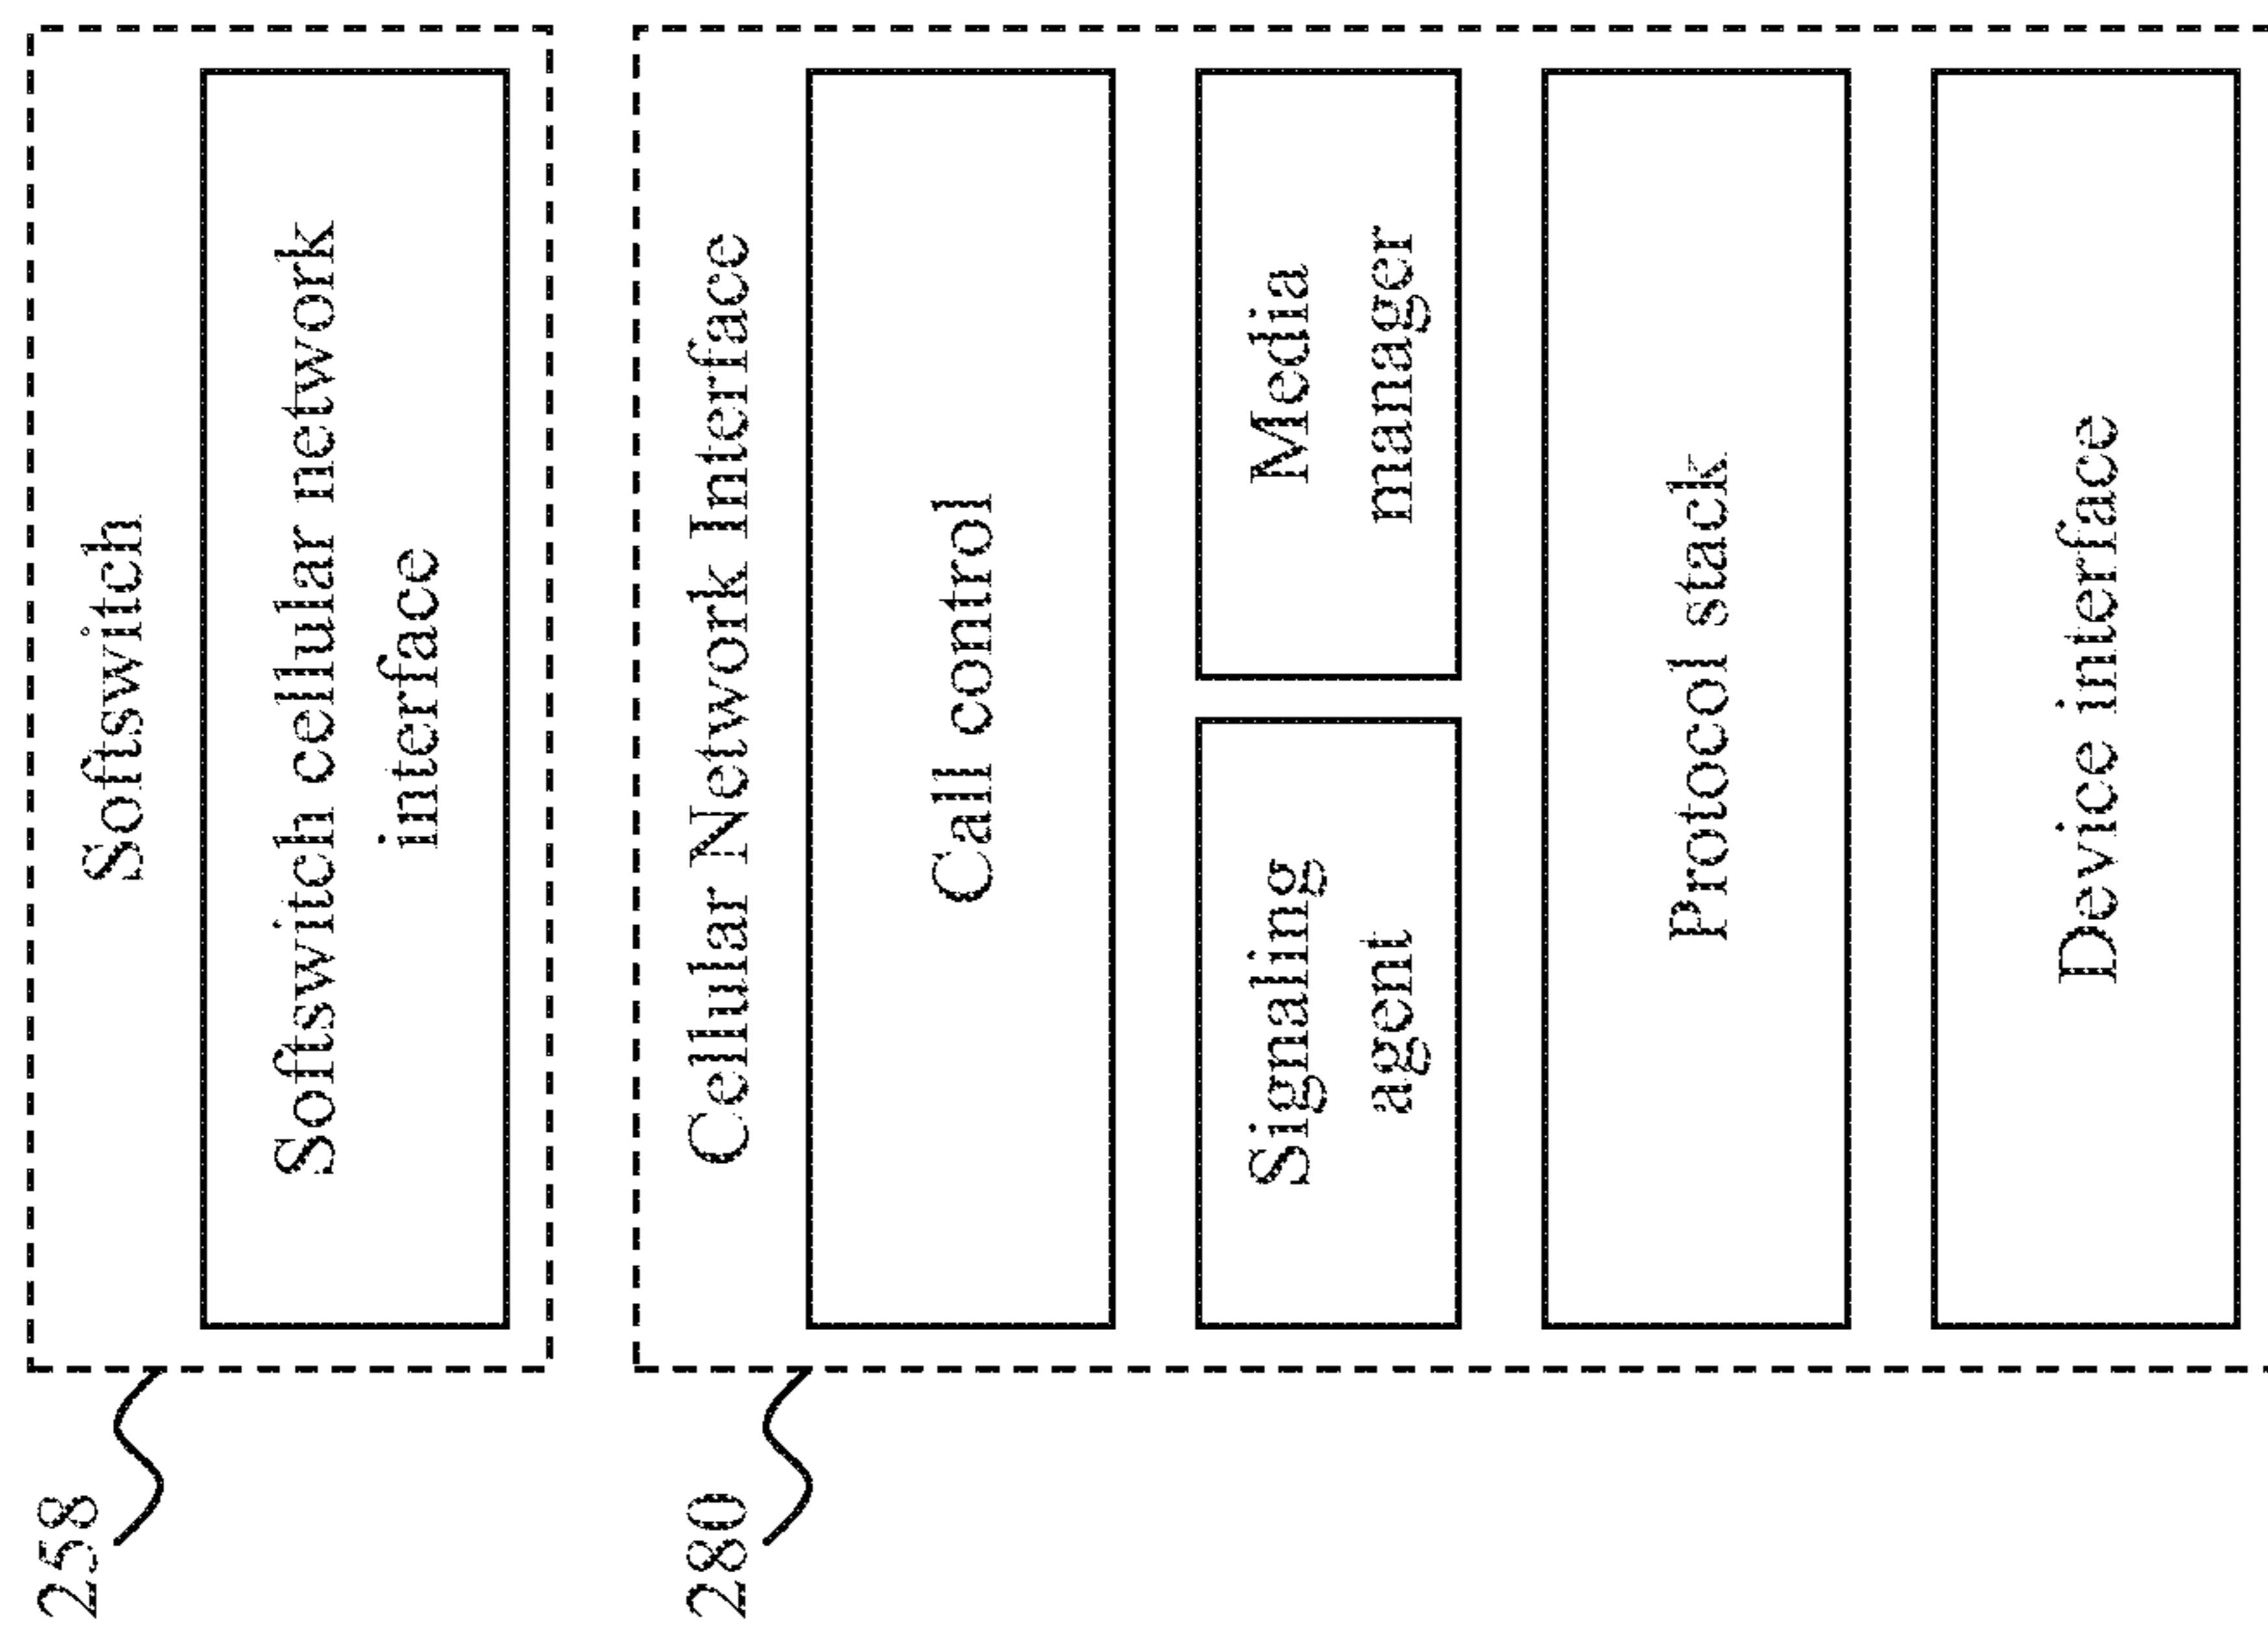 258
Softswitch
Softswitch cellular network
interface
280
Cellular Network Interface
Call control
Signaling
agent
Media
manager
Protocol stack
Device interface